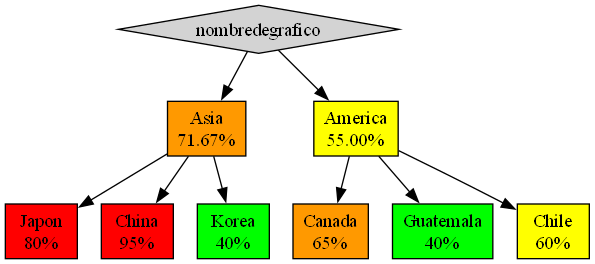 nombredegrafico
Asia
71.67%
America
55.00%
Japon
80%
China
95%
Korea
40%
Canada
65%
Guatemala
40%
Chile
60%